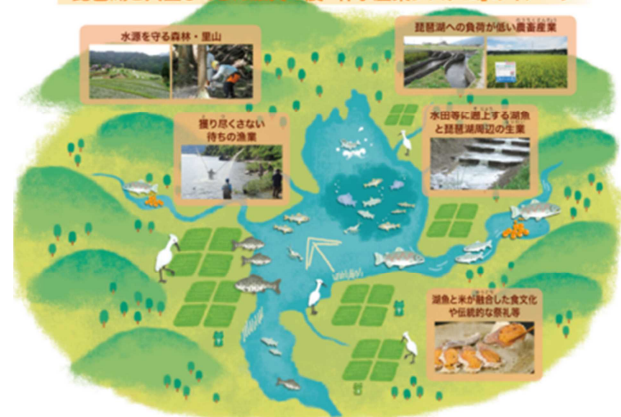 水源を守る森林・里山
琵琶湖への負荷が低い農畜産業
獲り尽くさない
待ちの漁業
水田等に遡上する湖魚
と琵琶湖周辺の生業
湖魚と米が融合した食文化
や伝統的な祭礼等